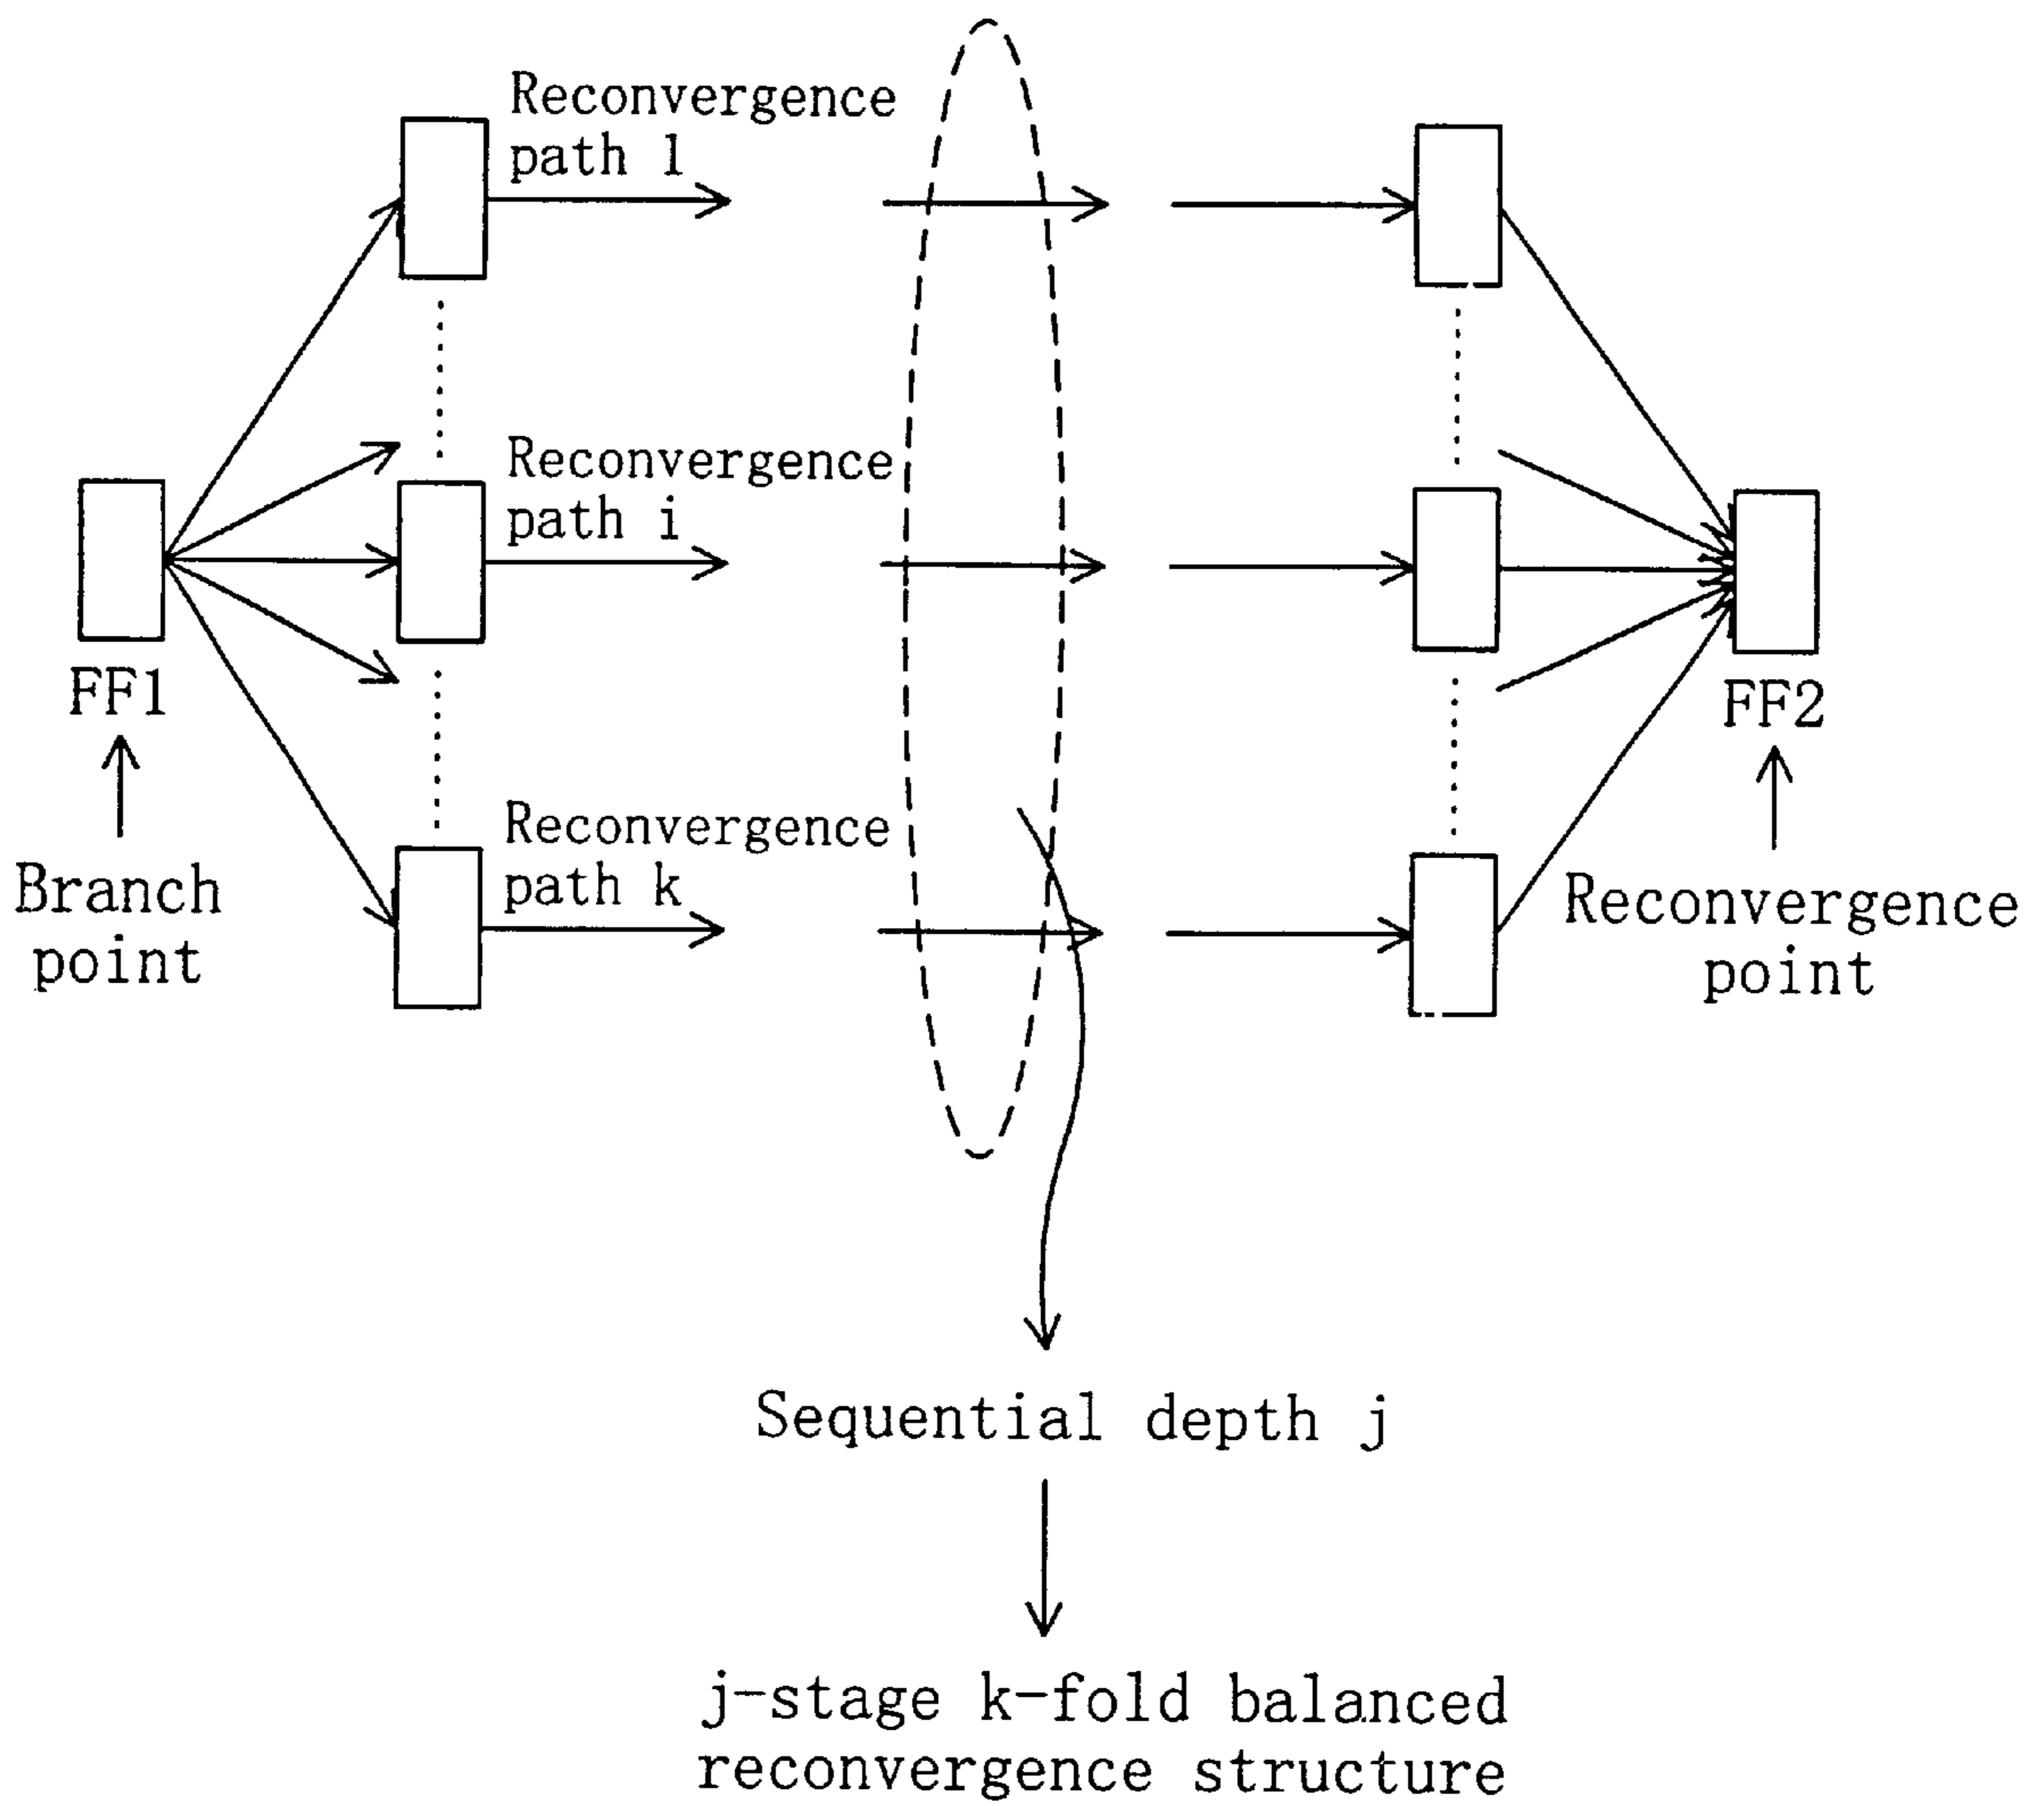 Reconvergence
path 1
Reconvergence
path i
FF1
FF2
Reconvergence
path k
Branch
point
Reconvergence
point
Sequential depth j
j-stage k-fold balanced
reconvergence structure